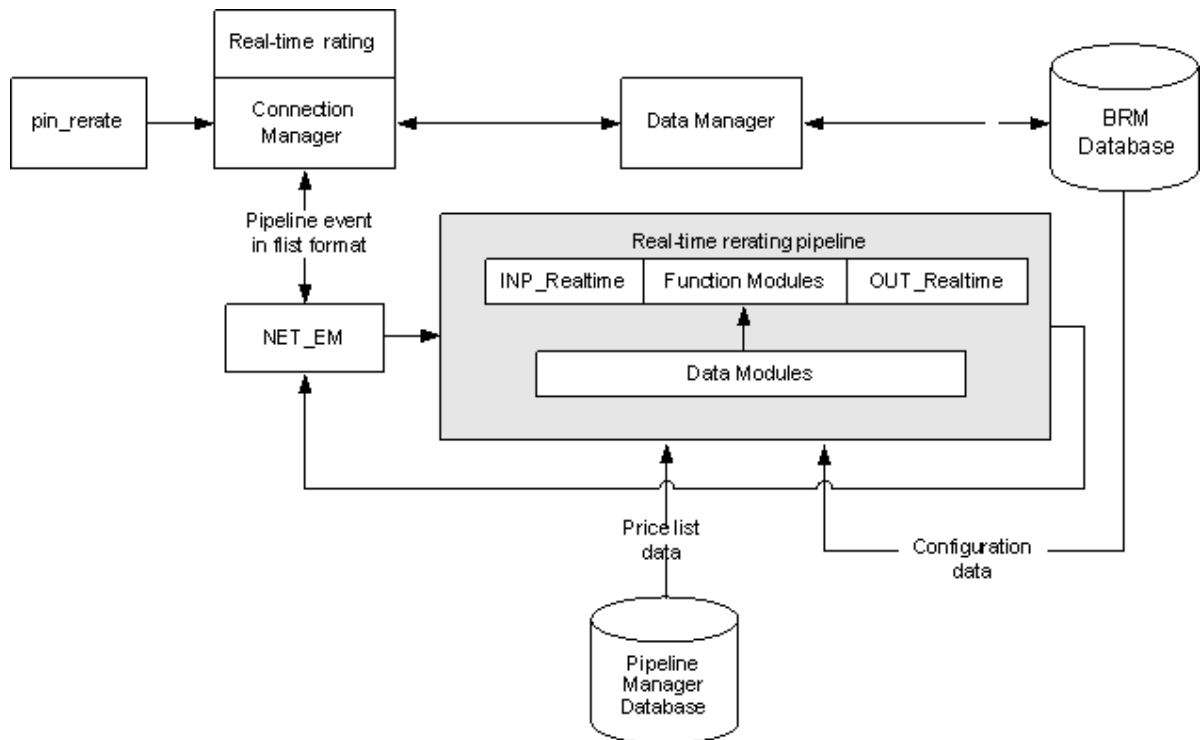 Real-time rating
pin_rerate
Connection
Manager
Data Manager
BRM
Database
Pipeline event
in flist format
Real-time rerating pipeline
INP_Realtime
Function Modules
OUT_Realtime
NET_EM
Data Modules
Price list
data
Configuration
data
Pipeline
Manager
Database